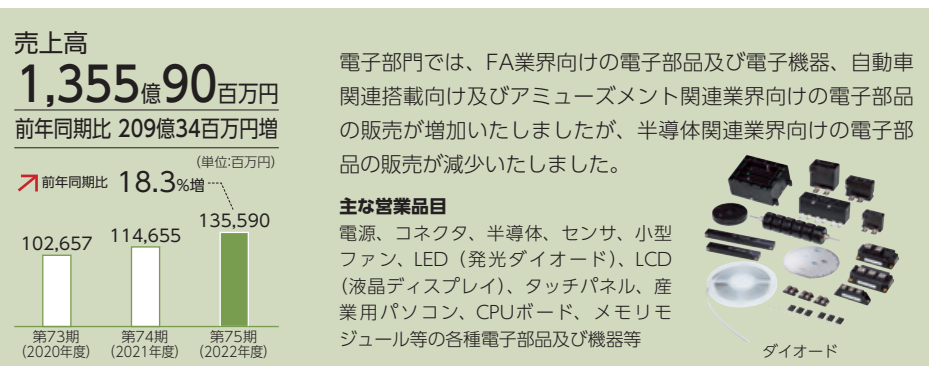 売上高
1,355億90百万円
前年同期比 209億34百万円増
(単位:百万円)
前年同期比 18.3%増
102,657
114,655
135,590
第73期
(2020年度)
第74期
(2021年度)
第75期
(2022年度)
電子部門では、FA業界向けの電子部品及び電子機器、自動車
関連搭載向け及びアミューズメント関連業界向けの電子部品
の販売が増加いたしましたが、半導体関連業界向けの電子部
品の販売が減少いたしました。
主な営業品目
電源、コネクタ、半導体、センサ、小型
ファン、LED（発光ダイオード）、LCD
（液晶ディスプレイ）、タッチパネル、産
業用パソコン、CPUボード、メモリモ
ジュール等の各種電子部品及び機器等
ダイオード